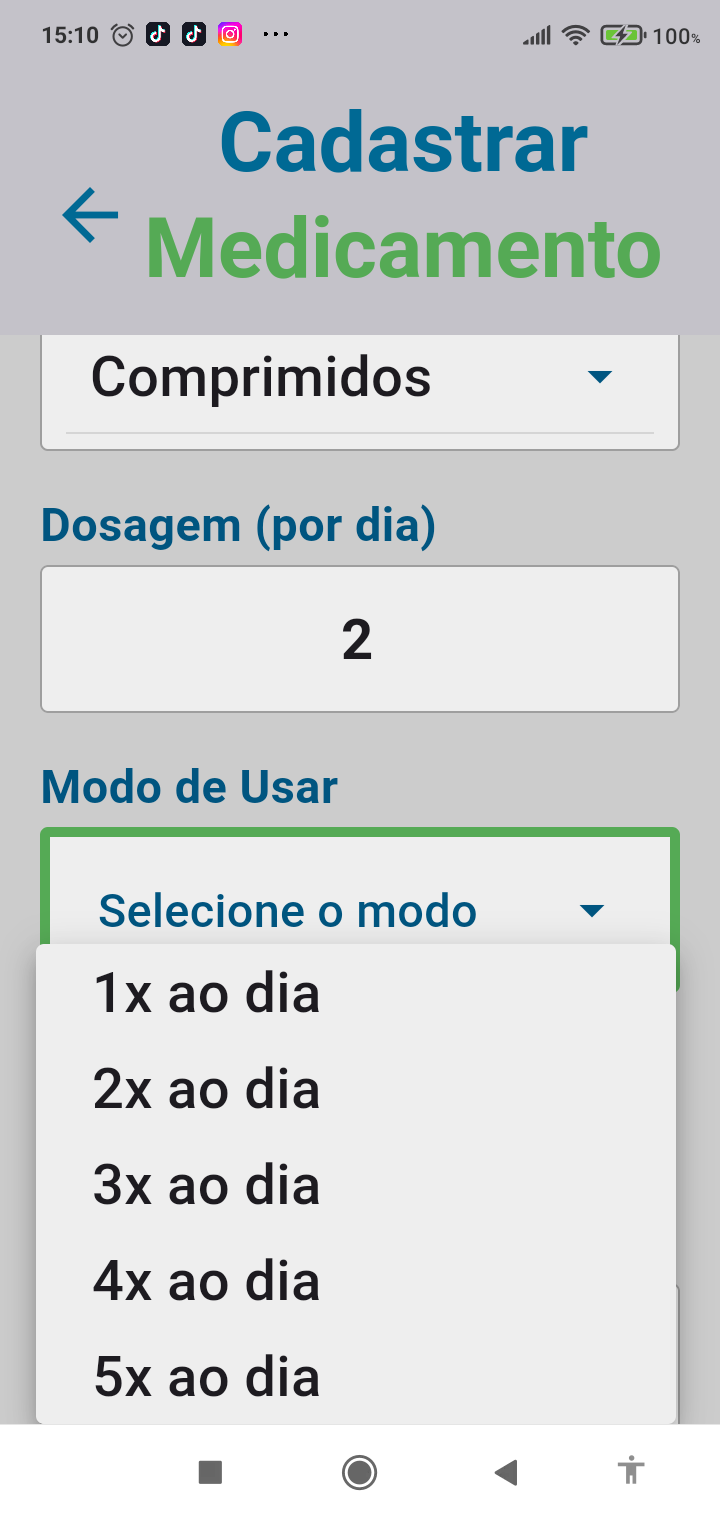 15:10
100%
Cadastrar
Medicamento
Comprimidos
Dosagem (por dia)
2
Modo de Usar
Selecione o modo
1x ao dia
2x ao dia
3x ao dia
4x ao dia
5x ao dia